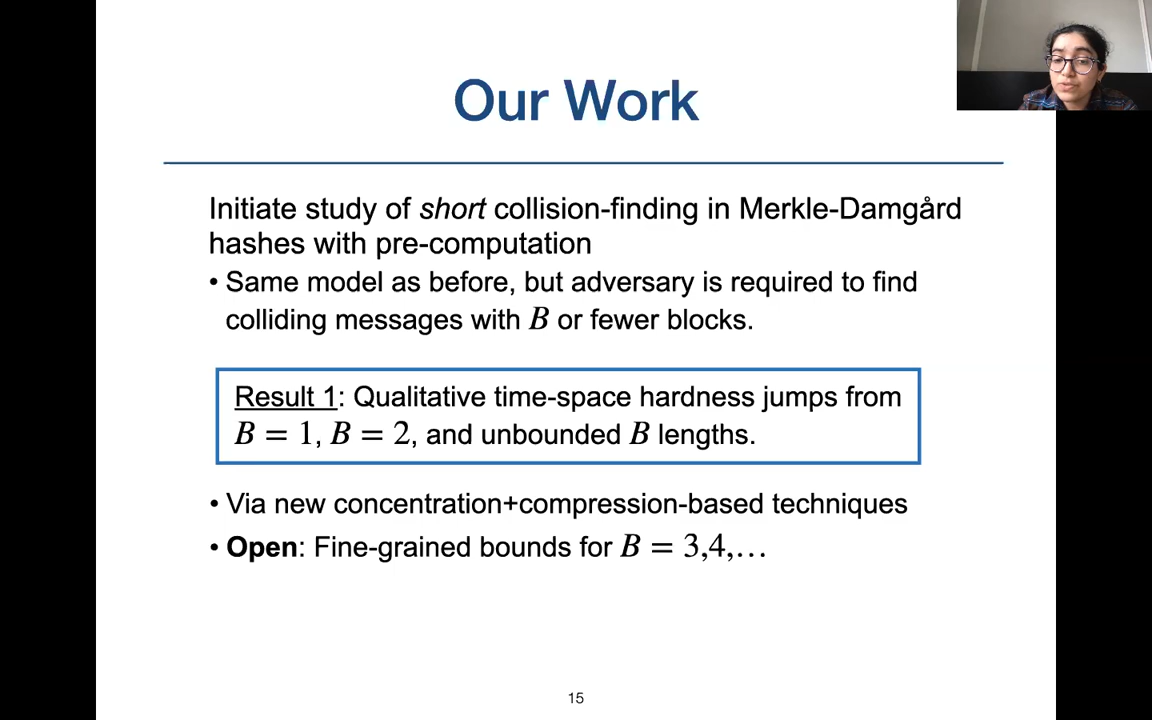 Our Work
Initiate study of short collision-finding in Merkle-Damgård
hashes with pre-computation
• Same model as before, but adversary is required to find
colliding messages with B or fewer blocks.
Result 1: Qualitative time-space hardness jumps from
B = 1, B = 2, and unbounded B lengths.
• Via new concentration+compression-based techniques
• Open: Fine-grained bounds for B = 3,4,…
15